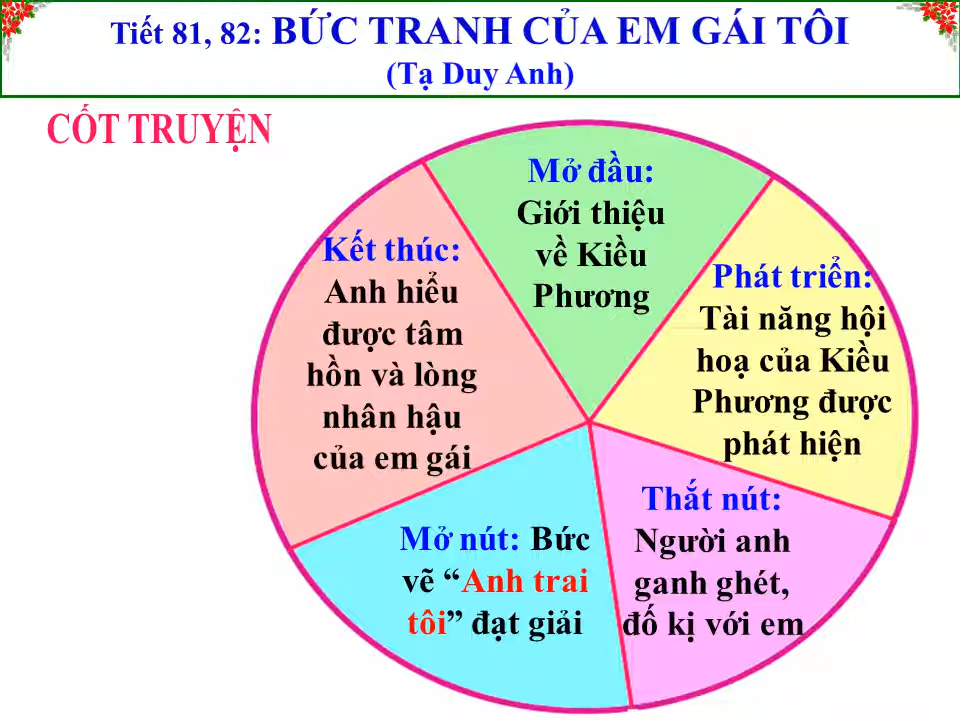 Tiết 81, 82: BỨC TRANH CỦA EM GÁI TÔI
(Tạ Duy Anh)
CỐT TRUYỆN
Mở đầu:
Giới thiệu
về Kiều
Phương
Phát triển:
Tài năng hội
hoạ của Kiều
Phương được
phát hiện
Thắt nút:
Người anh
ganh ghét,
đố kị với em
Mở nút: Bức
vẽ “Anh trai
tôi” đạt giải
Kết thúc:
Anh hiểu
được tâm
hồn và lòng
nhân hậu
của em gái